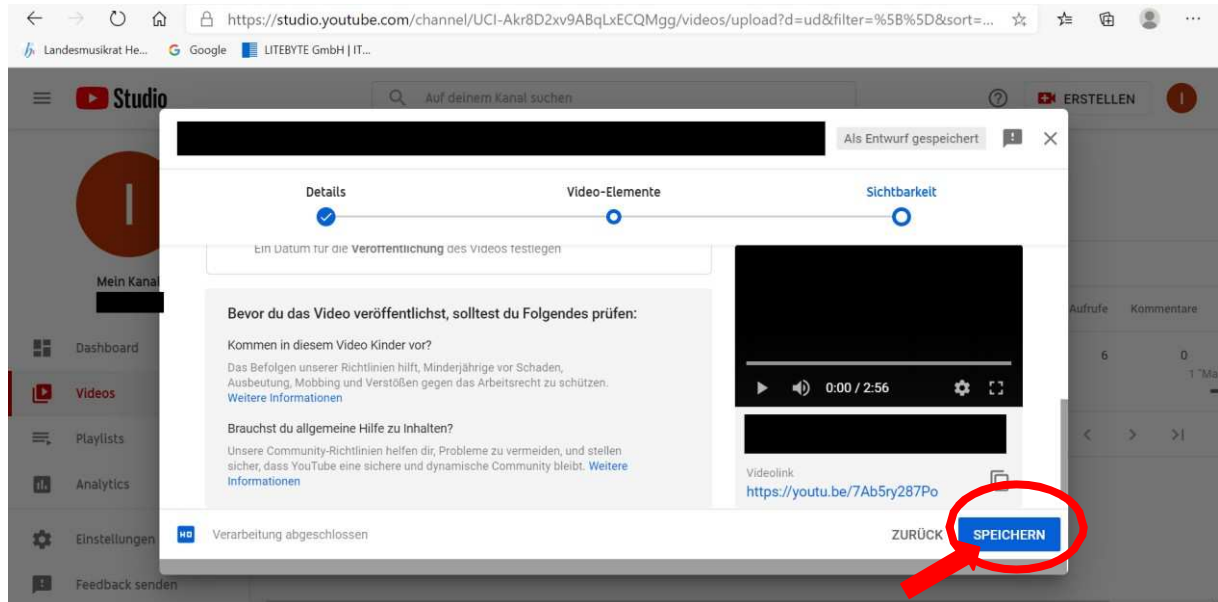 https://studio.youtube.com/channel/UCI-Akr8D2xv9ABqLxECQMgg/videos/upload?d=ud&filter=%5B%5D&sort=...
Landesmusikrat He...
Google
LITEBYTE GmbH | IT...
Studio
Auf deinem Kanal suchen
ERSTELLEN
I
Als Entwurf gespeichert
Details
Video-Elemente
Sichtbarkeit
I
Ein Datum für die Veröffentlichung des Videos festlegen
Mein Kanal
Bevor du das Video veröffentlichst, solltest du Folgendes prüfen:
Kommen in diesem Video Kinder vor?
Das Befolgen unserer Richtlinien hilft, Minderjährige vor Schaden,
Ausbeutung, Mobbing und Verstößen gegen das Arbeitsrecht zu schützen.
Weitere Informationen
Brauchst du allgemeine Hilfe zu Inhalten?
Unsere Community-Richtlinien helfen dir, Probleme zu vermeiden, und stellen
sicher, dass YouTube eine sichere und dynamische Community bleibt. Weitere
Informationen
0:00 / 2:56
Videolink
https://youtu.be/7Ab5ry287Po
Aufrufe
Kommentare
6
0
1 "Ma
Dashboard
Videos
Playlists
Analytics
Einstellungen
Feedback senden
HD
Verarbeitung abgeschlossen
ZURÜCK
SPEICHERN